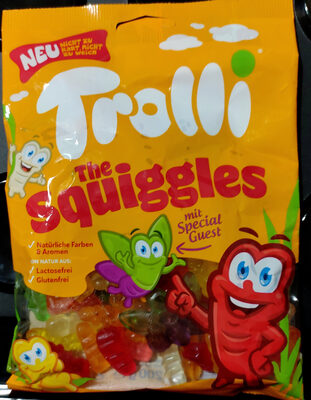 NEU
NICHT ZU
HART, NICHT
ZU WEICH
Trolli
The
Squiggles
mit
Special
Guest
Natürliche Farben
& Aromen
VON NATUR AUS:
Lactosefrei
Glutenfrei